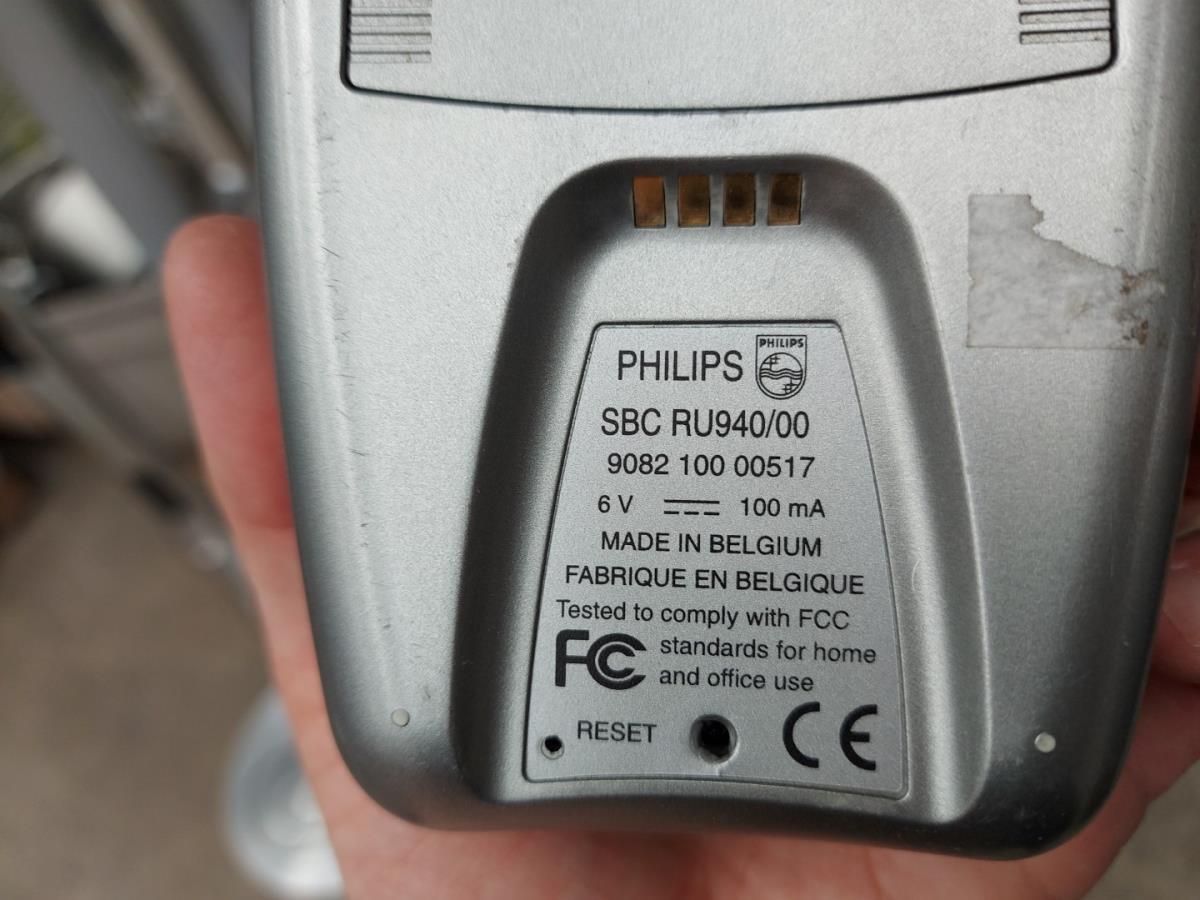 PHILIPS PHILIPS
SBC RU940/00
9082 100 00517
6 V 100 mA
MADE IN BELGIUM
FABRIQUE EN BELGIQUE
Tested to comply with FCC
FC standards for home
and office use
RESET CE